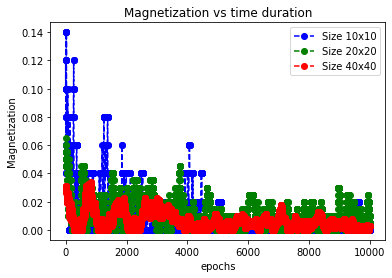 Magnetization vs time duration
Size 10x10
Size 20x20
Size 40x40
Magnetization
0.14
0.12
0.10
0.08
0.06
0.04
0.02
0.00
0
2000
4000
6000
8000
10000
epochs